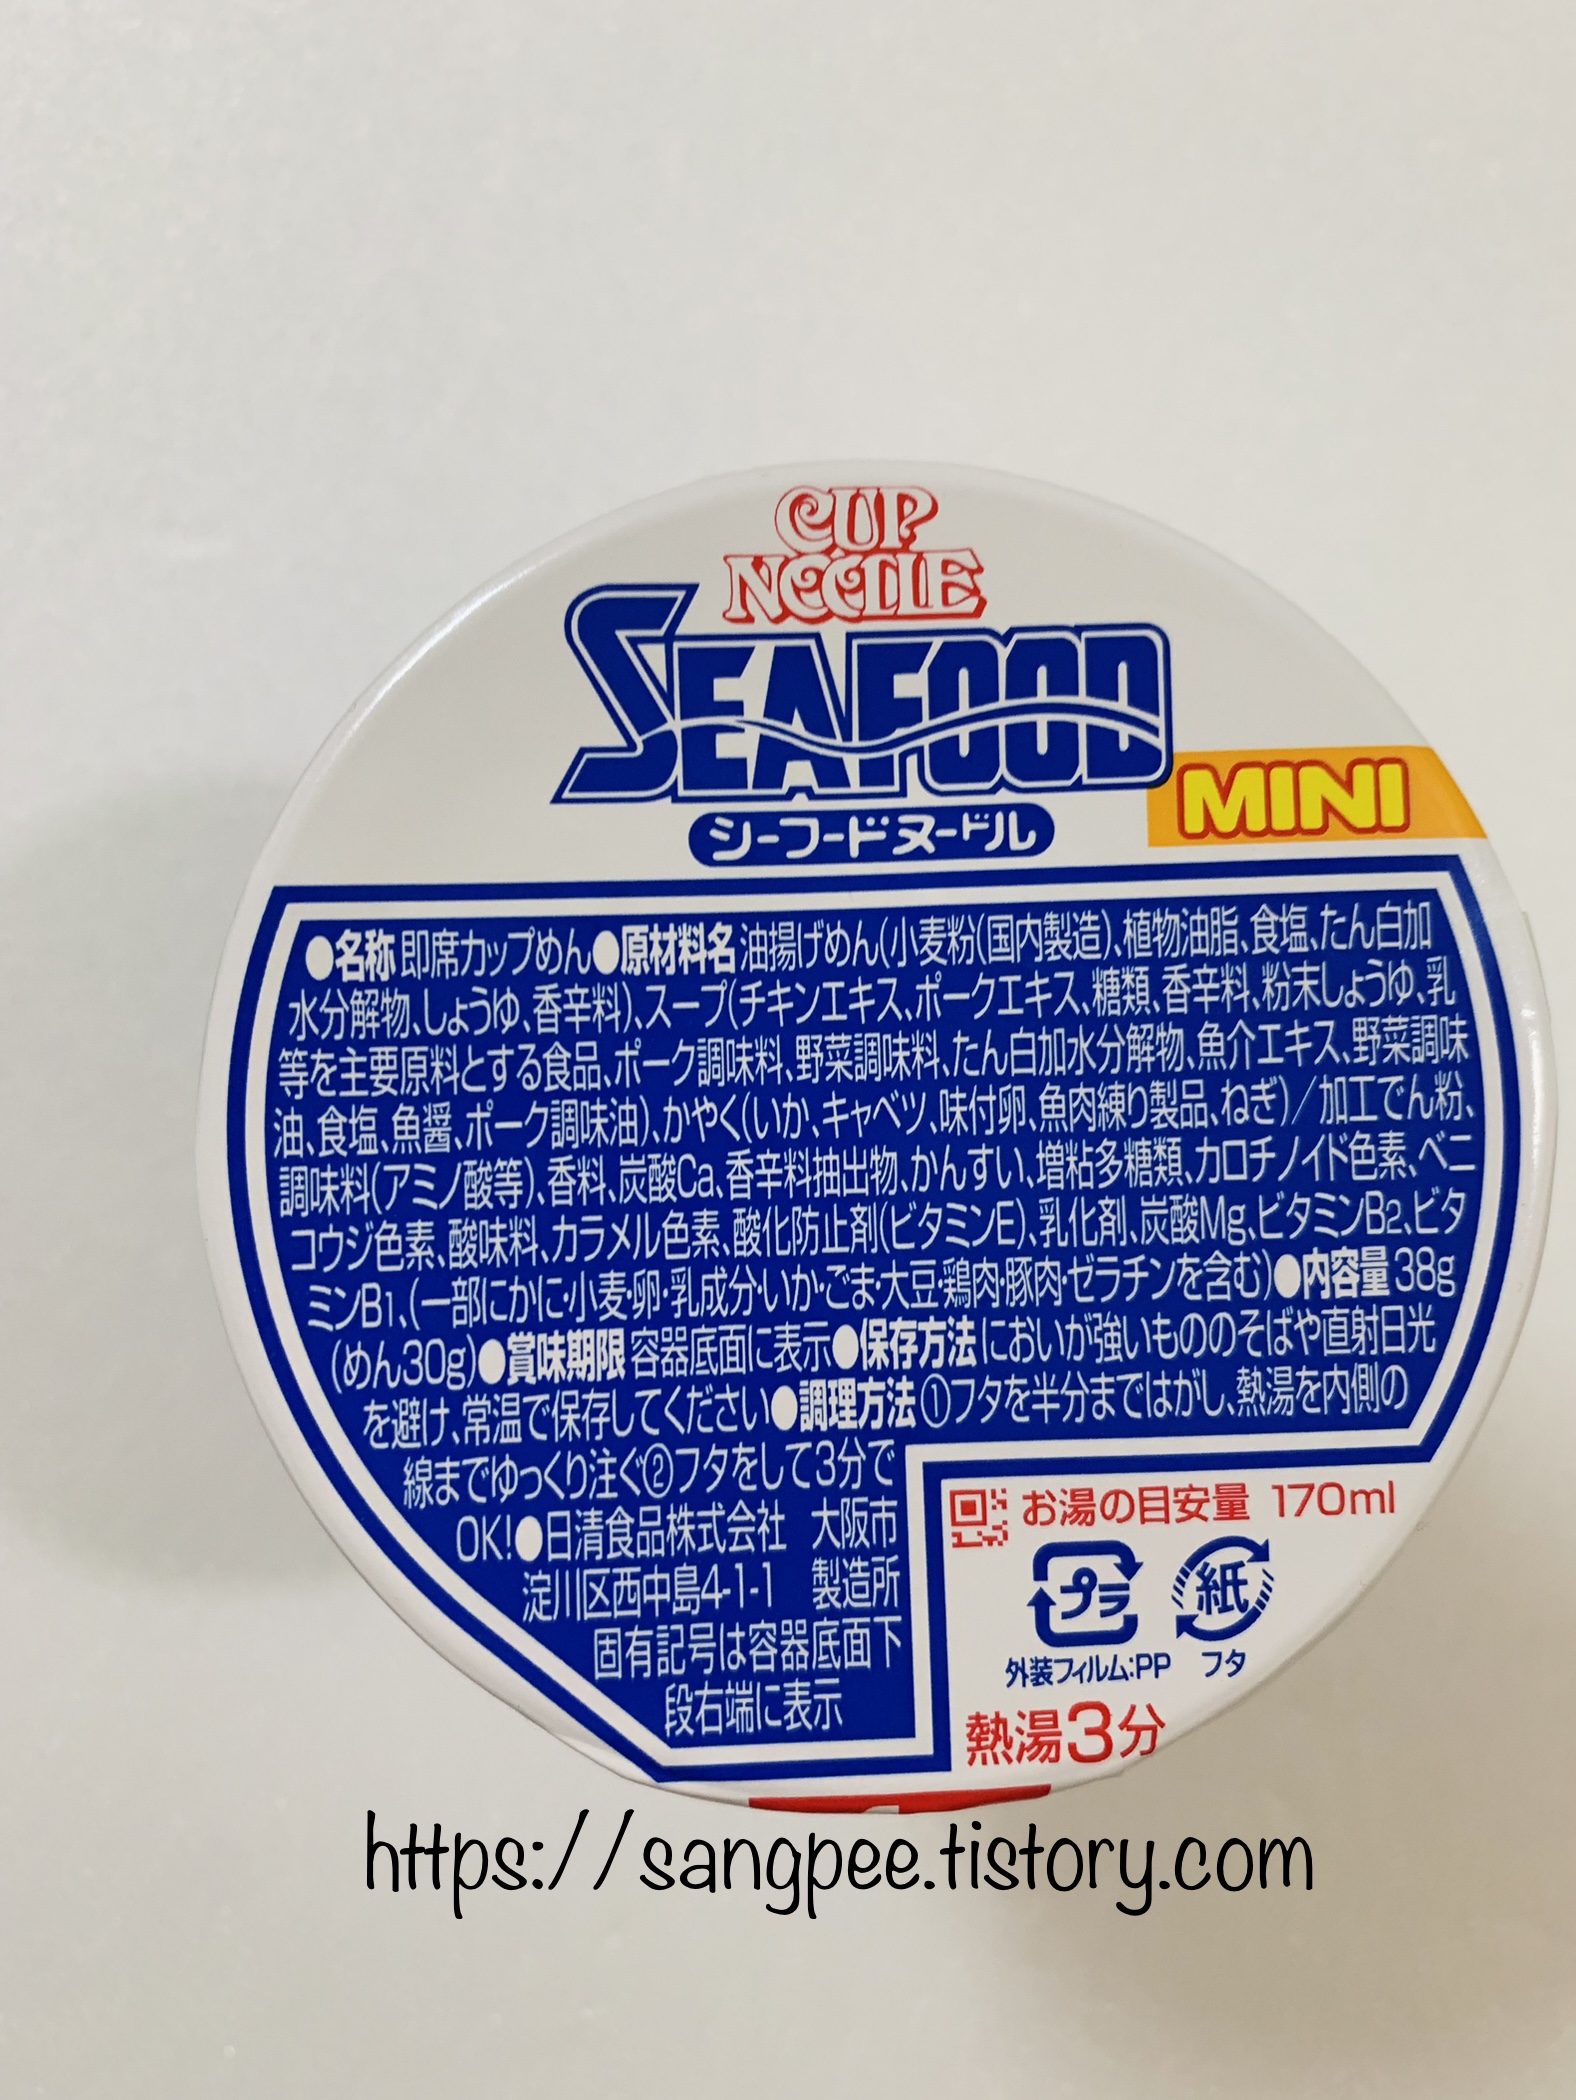 CUP
NOODLE
SEAFOOD
MINI
シーフードヌードル
●名称 即席カップめん●原材料名 油揚げめん(小麦粉(国内製造)、植物油脂、食塩、たん白加
水分解物、しょうゆ、香辛料)、スープ(チキンエキス、ポークエキス、糖類、香辛料、粉末しょうゆ、乳
等を主要原料とする食品、ポーク調味料、野菜調味料、たん白加水分解物、魚介エキス、野菜調味
油、食塩、魚醤、ポーク調味油)、かやく(いか、キャベツ、味付卵、魚肉練り製品、ねぎ)/加工でん粉、
調味料(アミノ酸等)、香料、炭酸Ca、香辛料抽出物、かんすい、増粘多糖類、カロチノイド色素、ベニ
コウジ色素、酸味料、カラメル色素、酸化防止剤(ビタミンE)、乳化剤、炭酸Mg、ビタミンB2、ビタ
ミンB1、(一部にかに・小麦・卵・乳成分・いか・ごま・大豆・鶏肉・豚肉・ゼラチンを含む)●内容量 38g
(めん30g)●賞味期限 容器底面に表示●保存方法 においが強いもののそばや直射日光
を避け、常温で保存してください●調理方法 ①フタを半分まではがし、熱湯を内側の
線までゆっくり注ぐ②フタをして3分で
OK!●日清食品株式会社 大阪市
淀川区西中島4-1-1 製造所
固有記号は容器底面下
段右端に表示
お湯の目安量 170ml
プラ 紙
外装フィルム:PP フタ
熱湯3分
https://sangpee.tistory.com